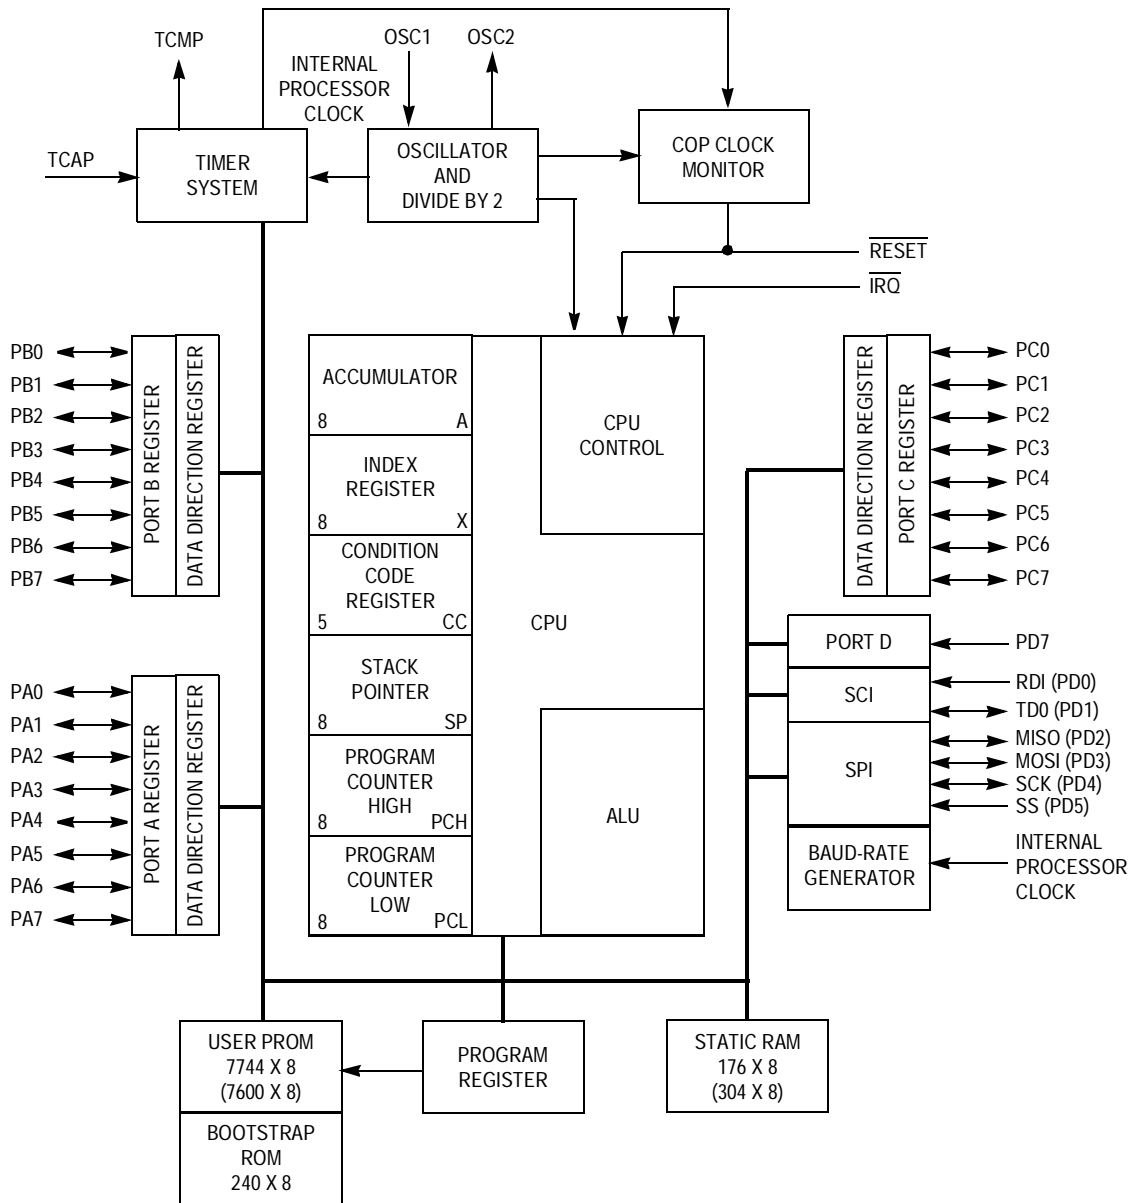 TCMP
OSC1
OSC2
INTERNAL
PROCESSOR
CLOCK
TCAP
TIMER
SYSTEM
OSCILLATOR
AND
DIVIDE BY 2
COP CLOCK
MONITOR
RESET
IRQ
PB0
PB1
PB2
PB3
PB4
PB5
PB6
PB7
PORT B REGISTER
DATA DIRECTION REGISTER
PA0
PA1
PA2
PA3
PA4
PA5
PA6
PA7
PORT A REGISTER
DATA DIRECTION REGISTER
ACCUMULATOR
8 A
INDEX
REGISTER
8 X
CONDITION
CODE
REGISTER
5 CC
STACK
POINTER
8 SP
PROGRAM
COUNTER
HIGH
8 PCH
PROGRAM
COUNTER
LOW
8 PCL
CPU
CONTROL
CPU
ALU
DATA DIRECTION REGISTER
PORT C REGISTER
PC0
PC1
PC2
PC3
PC4
PC5
PC6
PC7
PORT D
PD7
SCI
RDI (PD0)
TD0 (PD1)
SPI
MISO (PD2)
MOSI (PD3)
SCK (PD4)
SS (PD5)
BAUD-RATE
GENERATOR
INTERNAL
PROCESSOR
CLOCK
USER PROM
7744 X 8
(7600 X 8)
BOOTSTRAP
ROM
240 X 8
PROGRAM
REGISTER
STATIC RAM
176 X 8
(304 X 8)